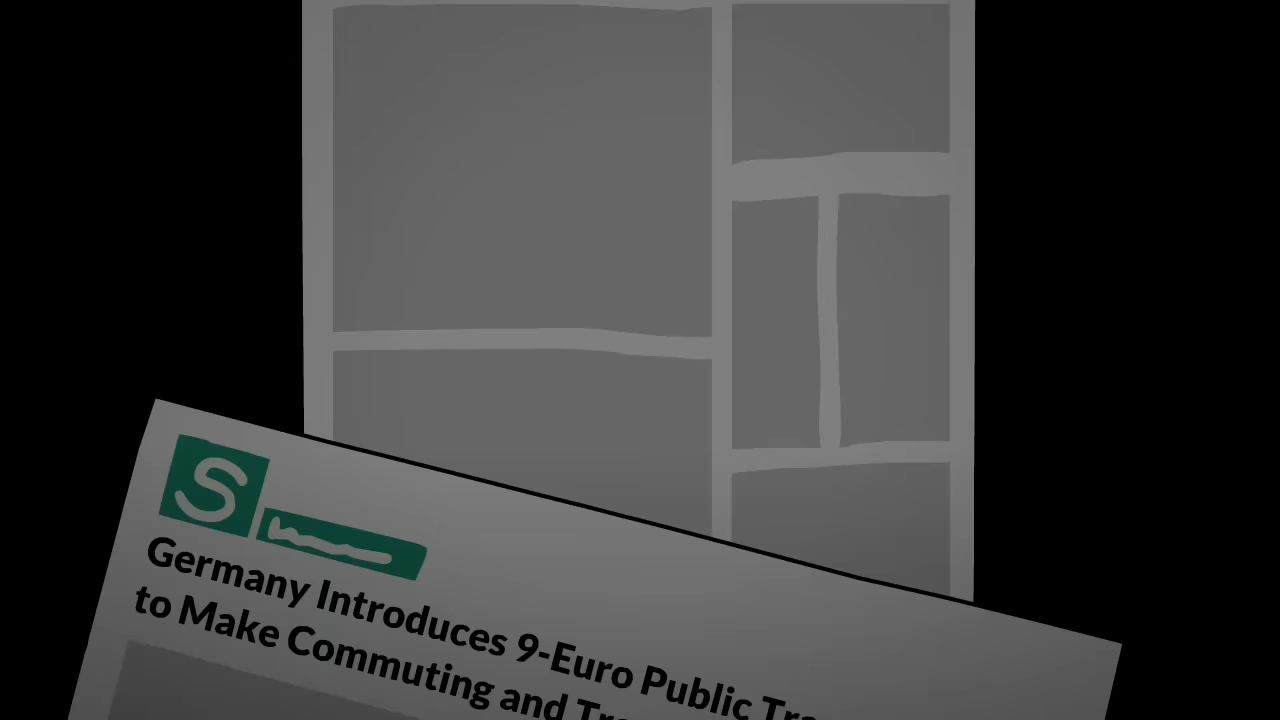 S
Germany Introduces 9-Euro Public
to Make Commuting and